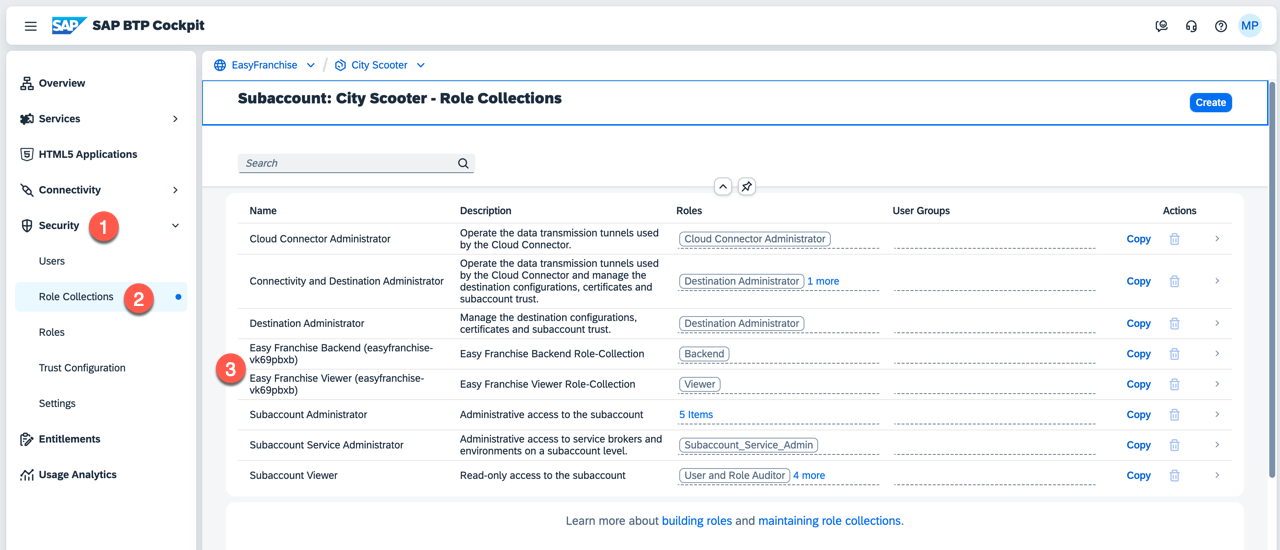 SAP SAP BTP Cockpit
MP
Overview
Services
HTML5 Applications
Connectivity
Security 1
Users
Role Collections 2
Roles
Trust Configuration
Settings
Entitlements
Usage Analytics
EasyFranchise / City Scooter
Subaccount: City Scooter - Role Collections
Create
Search
Name Description Roles User Groups Actions
Cloud Connector Administrator
Operate the data transmission tunnels used
by the Cloud Connector.
Cloud Connector Administrator
Copy
Connectivity and Destination Administrator
Operate the data transmission tunnels used
by the Cloud Connector and manage the
destination configurations, certificates and
subaccount trust.
Destination Administrator 1 more
Copy
Destination Administrator
Manage the destination configurations,
certificates and subaccount trust.
Destination Administrator
Copy
3
Easy Franchise Backend (easyfranchise-
vk69pbxb)
Easy Franchise Backend Role-Collection
Backend
Copy
Easy Franchise Viewer (easyfranchise-
vk69pbxb)
Easy Franchise Viewer Role-Collection
Viewer
Copy
Subaccount Administrator
Administrative access to the subaccount
5 Items
Copy
Subaccount Service Administrator
Administrative access to service brokers and
environments on a subaccount level.
Subaccount_Service_Admin
Copy
Subaccount Viewer
Read-only access to the subaccount
User and Role Auditor 4 more
Copy
Learn more about building roles and maintaining role collections.